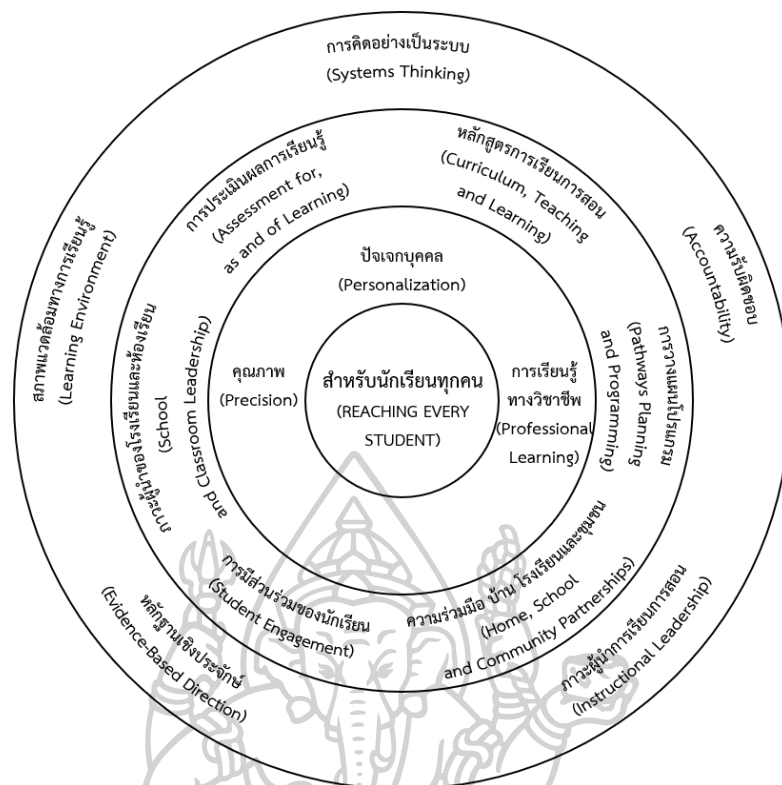 การคิดอย่างเป็นระบบ
(Systems Thinking)
การประเมินผลการเรียนรู้
(Assessment for,
as and of Learning)
หลักสูตรการเรียนการสอน
(Curriculum, Teaching
and Learning)
สภาพแวดล้อมทางการเรียนรู้
(Learning Environment)
ความรับผิดชอบ
(Accountability)
ปัจเจกบุคคล
(Personalization)
ภาวะผู้นำของโรงเรียนและห้องเรียน
(School
and Classroom Leadership)
คุณภาพ
(Precision)
สำหรับนักเรียนทุกคน
(REACHING EVERY
STUDENT)
การเรียนรู้
ทางวิชาชีพ
(Professional
Learning)
การวางแผนโปรแกรม
(Pathways Planning
and Programming)
การมีส่วนร่วมของนักเรียน
(Student Engagement)
ความร่วมมือ บ้าน โรงเรียนและชุมชน
(Home, School
and Community Partnerships)
หลักฐานเชิงประจักษ์
(Evidence-Based Direction)
ภาวะผู้นำการเรียนการสอน
(Instructional Leadership)